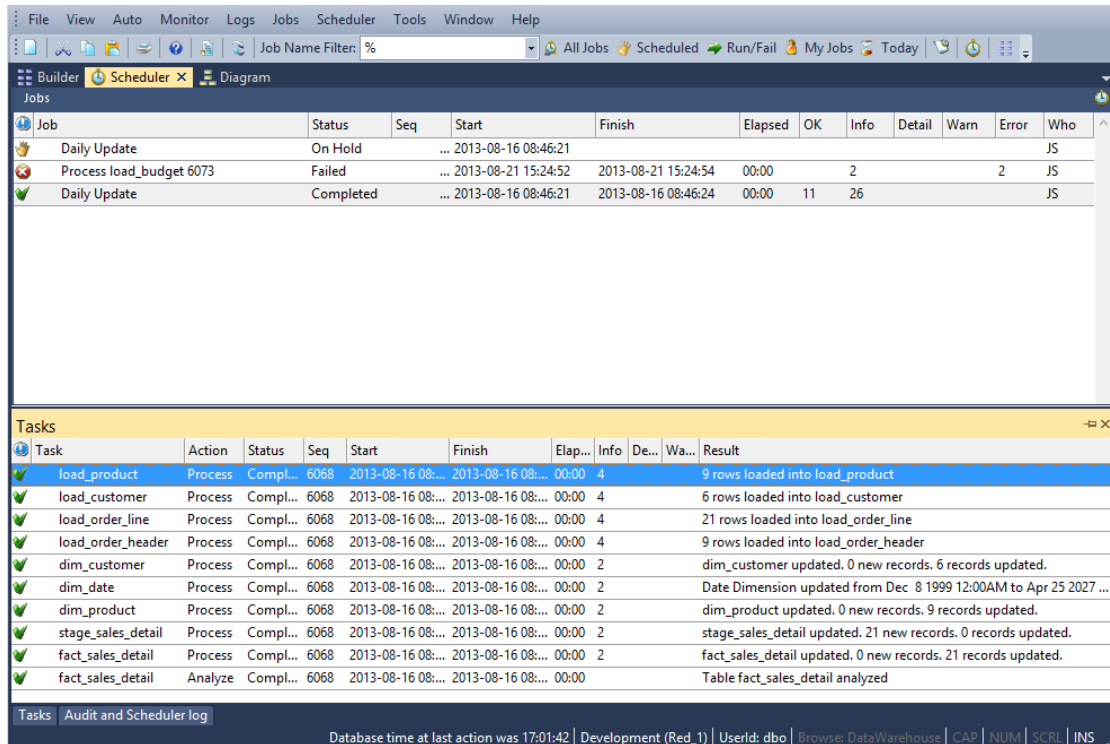 File View Auto Monitor Logs Jobs Scheduler Tools Window Help
Job Name Filter: % All Jobs Scheduled Run/Fail My Jobs Today
Builder Scheduler X Diagram
Jobs
Job Status Seq Start Finish Elapsed OK Info Detail Warn Error Who
Daily Update On Hold ... 2013-08-16 08:46:21 JS
Process load_budget 6073 Failed ... 2013-08-21 15:24:52 2013-08-21 15:24:54 00:00 2 2 JS
Daily Update Completed ... 2013-08-16 08:46:21 2013-08-16 08:46:24 00:00 11 26 JS
Tasks
Task Action Status Seq Start Finish Elap... Info De... Wa... Result
load_product Process Compl... 6068 2013-08-16 08:... 2013-08-16 08:... 00:00 4 9 rows loaded into load_product
load_customer Process Compl... 6068 2013-08-16 08:... 2013-08-16 08:... 00:00 4 6 rows loaded into load_customer
load_order_line Process Compl... 6068 2013-08-16 08:... 2013-08-16 08:... 00:00 4 21 rows loaded into load_order_line
load_order_header Process Compl... 6068 2013-08-16 08:... 2013-08-16 08:... 00:00 4 9 rows loaded into load_order_header
dim_customer Process Compl... 6068 2013-08-16 08:... 2013-08-16 08:... 00:00 2 dim_customer updated. 0 new records. 6 records updated.
dim_date Process Compl... 6068 2013-08-16 08:... 2013-08-16 08:... 00:00 2 Date Dimension updated from Dec 8 1999 12:00AM to Apr 25 2027 ...
dim_product Process Compl... 6068 2013-08-16 08:... 2013-08-16 08:... 00:00 2 dim_product updated. 0 new records. 9 records updated.
stage_sales_detail Process Compl... 6068 2013-08-16 08:... 2013-08-16 08:... 00:00 2 stage_sales_detail updated. 21 new records. 0 records updated.
fact_sales_detail Process Compl... 6068 2013-08-16 08:... 2013-08-16 08:... 00:00 2 fact_sales_detail updated. 0 new records. 21 records updated.
fact_sales_detail Analyze Compl... 6068 2013-08-16 08:... 2013-08-16 08:... 00:00 Table fact_sales_detail analyzed
Tasks Audit and Scheduler log
Database time at last action was 17:01:42 Development (Red_1) UserId: dbo Browse: DataWarehouse CAP NUM SCRL INS